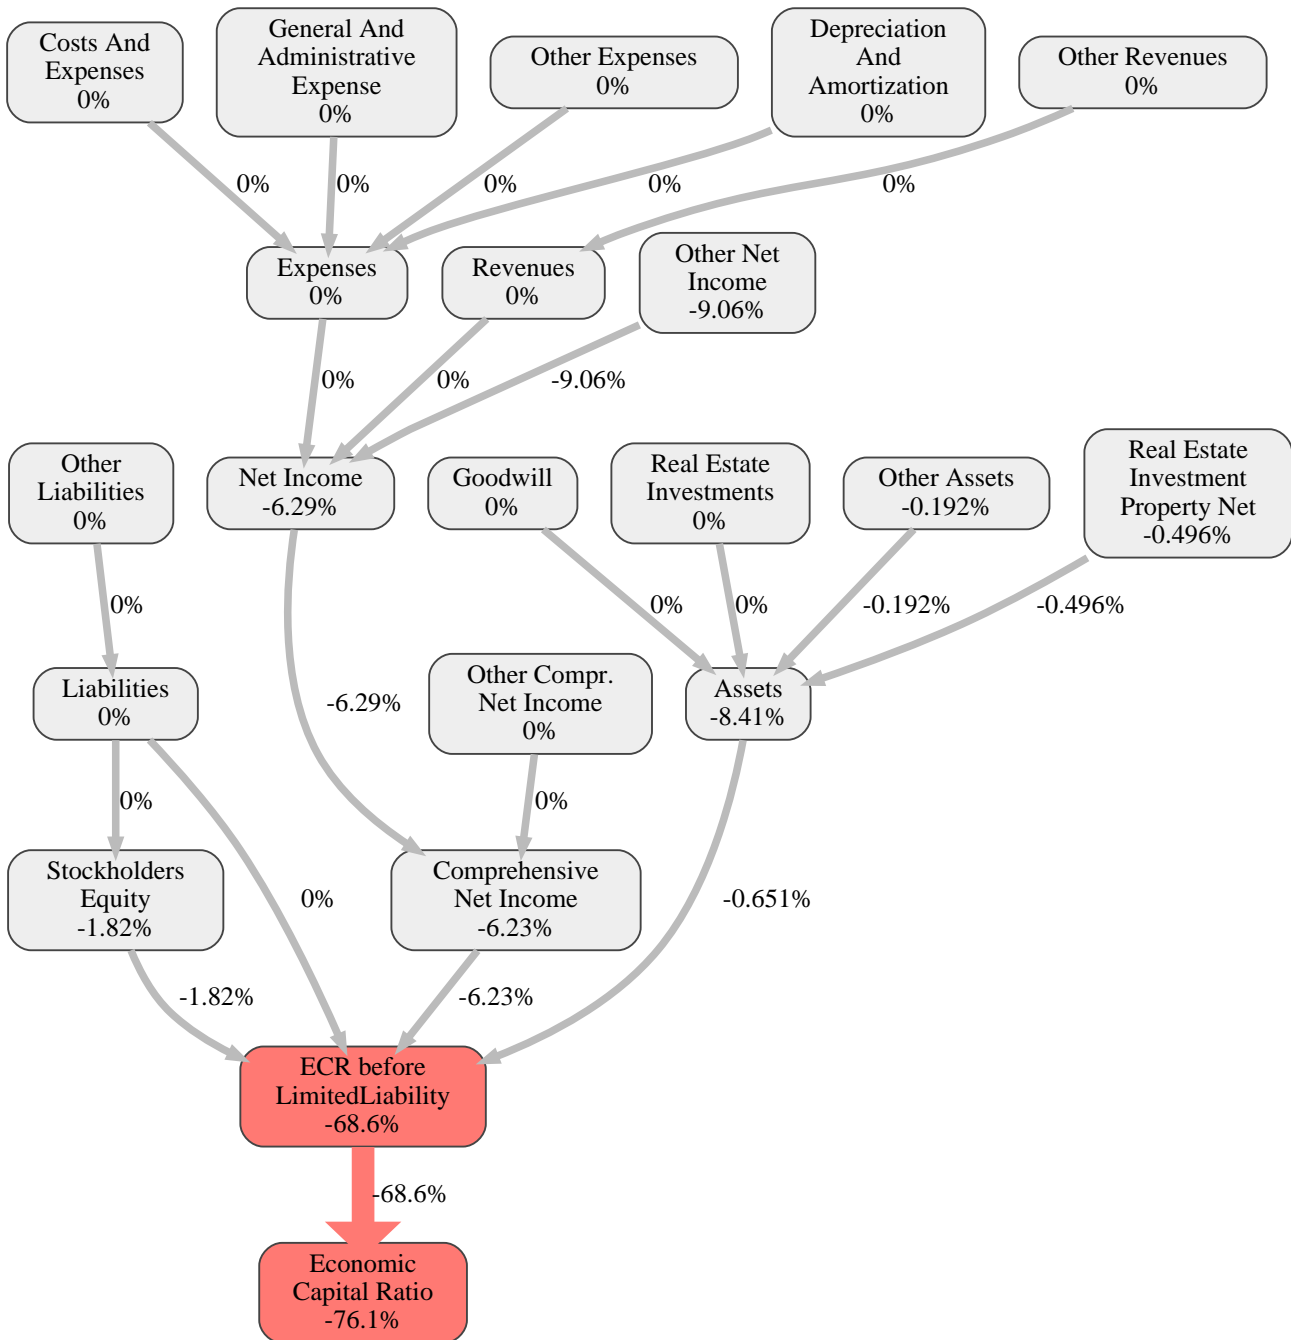 Costs And
Expenses
0%
General And
Administrative
Expense
0%
Other Expenses
0%
Depreciation
And
Amortization
0%
Other Revenues
0%
0%
0%
0%
0%
0%
Expenses
0%
Revenues
0%
Other Net
Income
-9.06%
0%
0%
-9.06%
Other
Liabilities
0%
Net Income
-6.29%
Goodwill
0%
Real Estate
Investments
0%
Other Assets
-0.192%
Real Estate
Investment
Property Net
-0.496%
0%
0%
0%
-0.192%
-0.496%
Liabilities
0%
-6.29%
Other Compr.
Net Income
0%
Assets
-8.41%
0%
0%
Stockholders
Equity
-1.82%
0%
Comprehensive
Net Income
-6.23%
-0.651%
-1.82%
-6.23%
ECR before
LimitedLiability
-68.6%
-68.6%
Economic
Capital Ratio
-76.1%